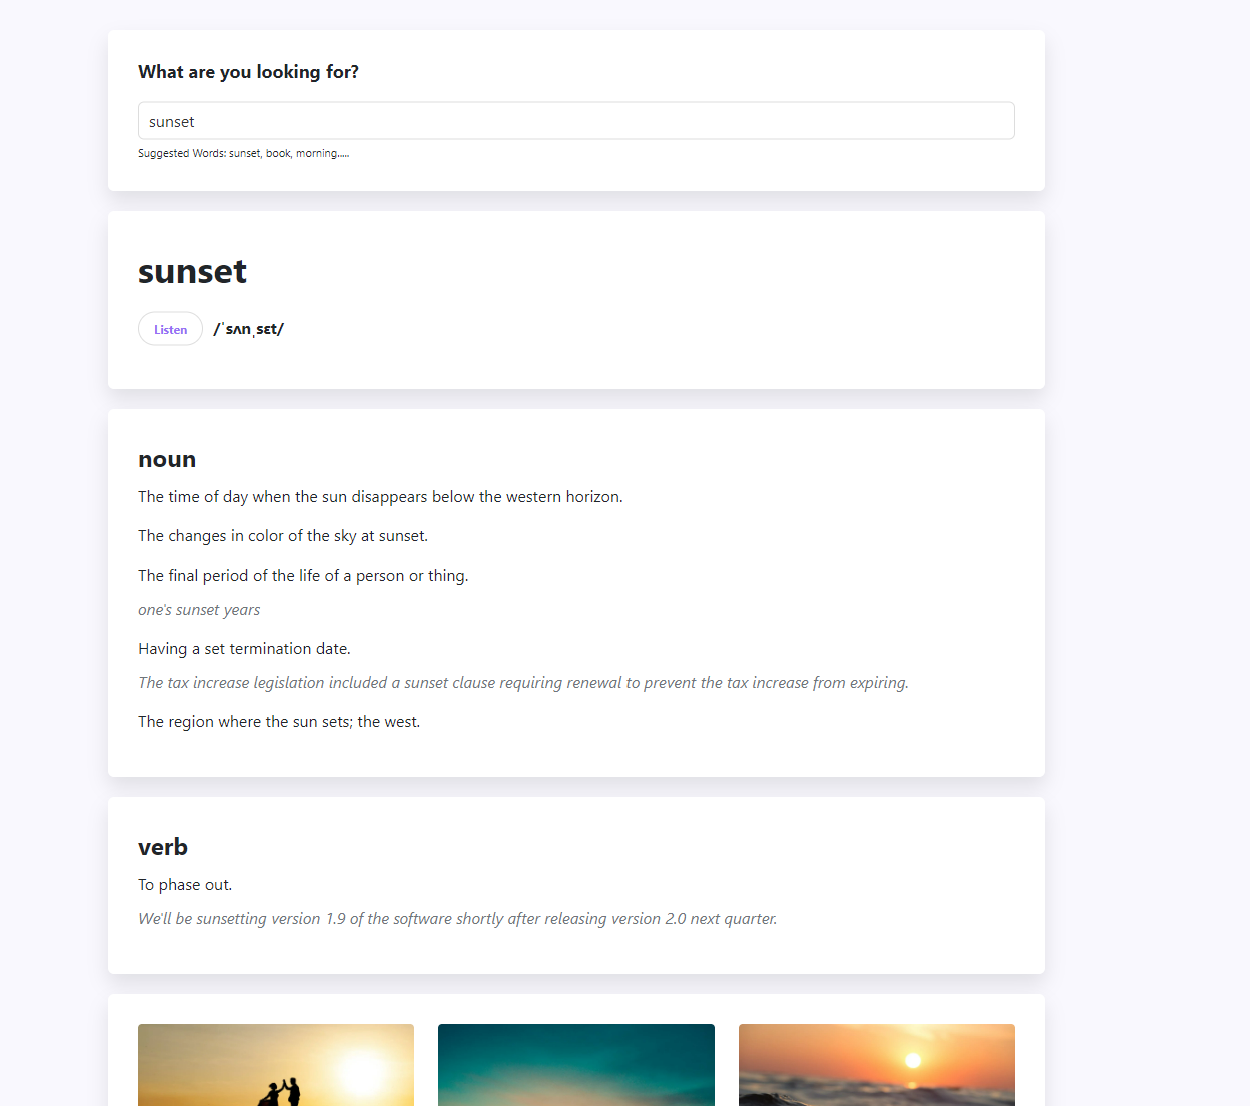 What are you looking for?
sunset
Suggested Words: sunset, book, morning.....
sunset
Listen /ˈsʌnˌsɛt/
noun
The time of day when the sun disappears below the western horizon.
The changes in color of the sky at sunset.
The final period of the life of a person or thing.
one's sunset years
Having a set termination date.
The tax increase legislation included a sunset clause requiring renewal to prevent the tax increase from expiring.
The region where the sun sets; the west.
verb
To phase out.
We'll be sunsetting version 1.9 of the software shortly after releasing version 2.0 next quarter.